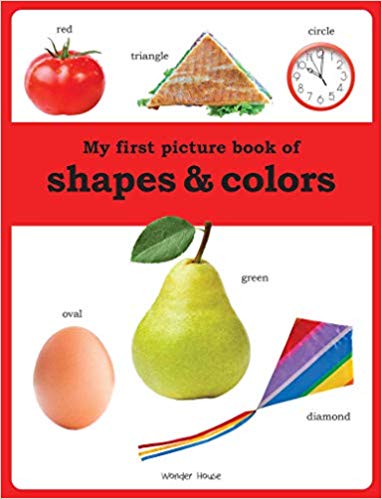 red
triangle
circle
My first picture book of
shapes & colors
green
oval
diamond
Wonder House